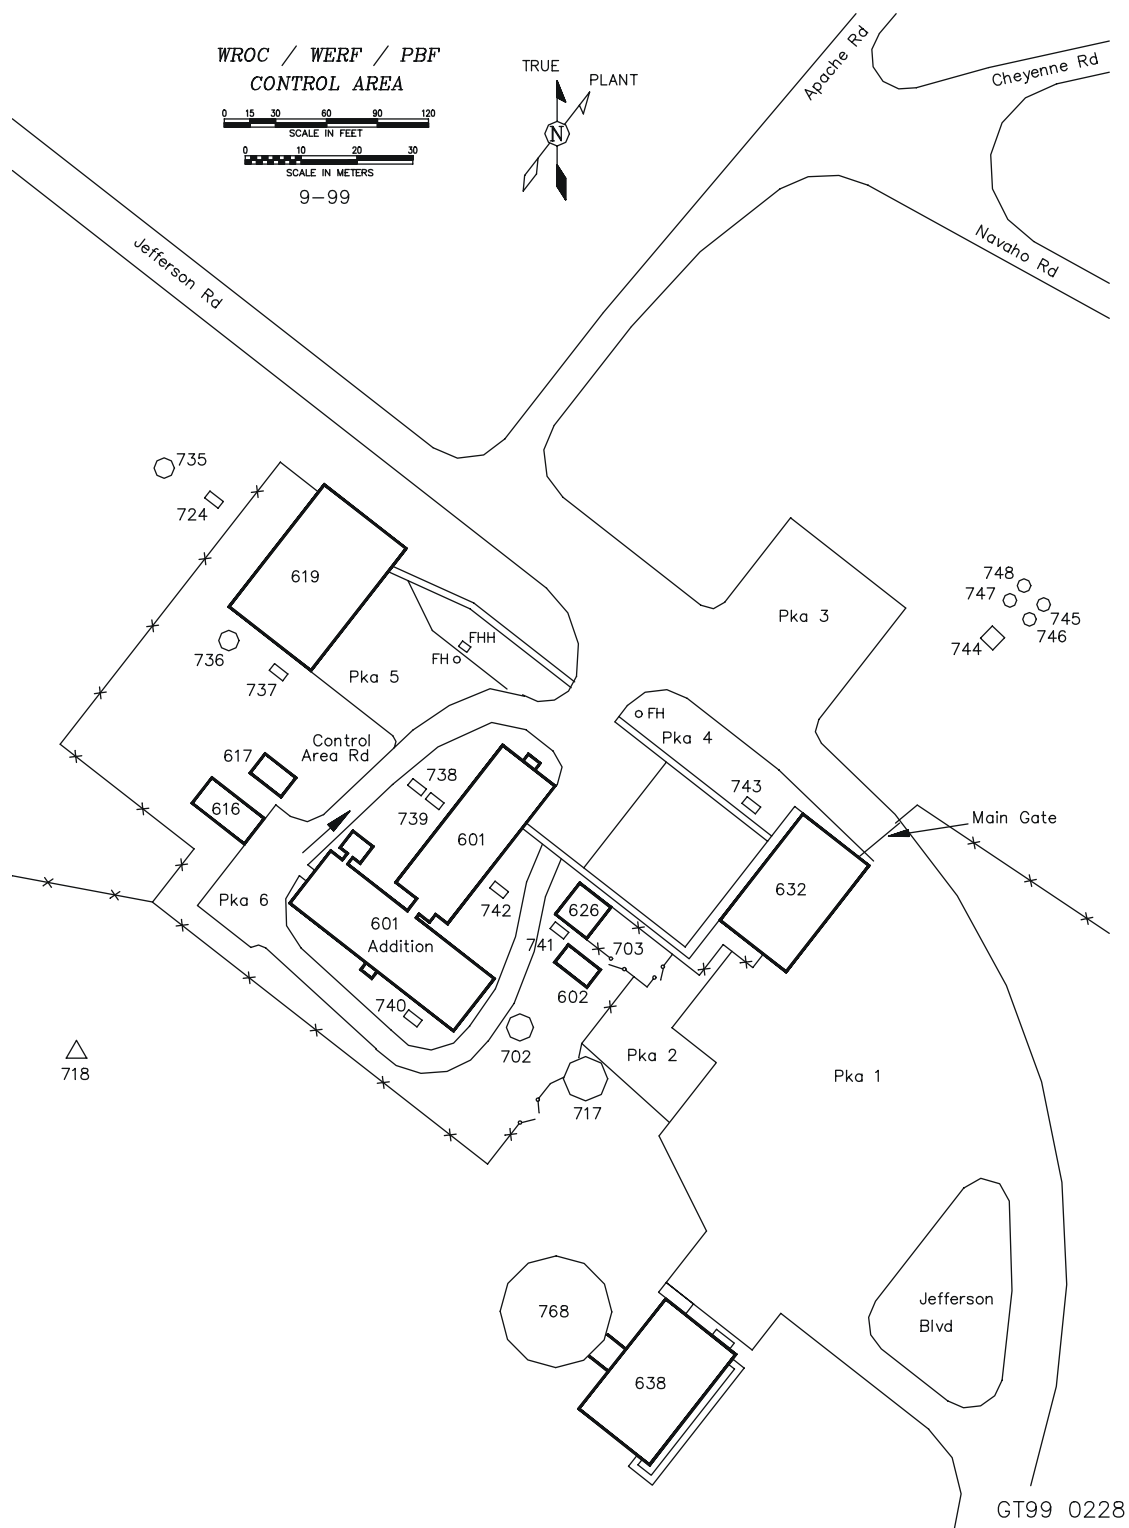 WROC / WERF / PBF
CONTROL AREA
0 15 30 60 90 120
SCALE IN FEET
0 10 20 30
SCALE IN METERS
9-99
TRUE
PLANT
N
Apache Rd
Cheyenne Rd
Navaho Rd
Jefferson Rd
735
724
619
748
747
745
746
744
Pka 3
736
737
FHH
FH
Pka 5
FH
Pka 4
Control
Area Rd
617
616
738
739
743
601
Main Gate
632
Pka 6
742
626
601
Addition
741
703
602
740
702
Pka 2
718
717
Pka 1
768
638
Jefferson
Blvd
GT99 0228